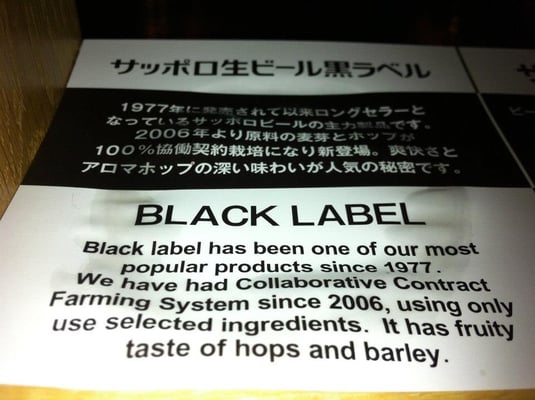 サッポロ生ビール黒ラベル
1977年に発売されて以来ロングセラーと
なっているサッポロビールの主力製品です。
2006年より原料の麦芽とホップが
100%協働契約栽培になり新登場。爽快さと
アロマホップの深い味わいが人気の秘密です。
BLACK LABEL
Black label has been one of our most
popular products since 1977.
We have had Collaborative Contract
Farming System since 2006, using only
use selected ingredients. It has fruity
taste of hops and barley.